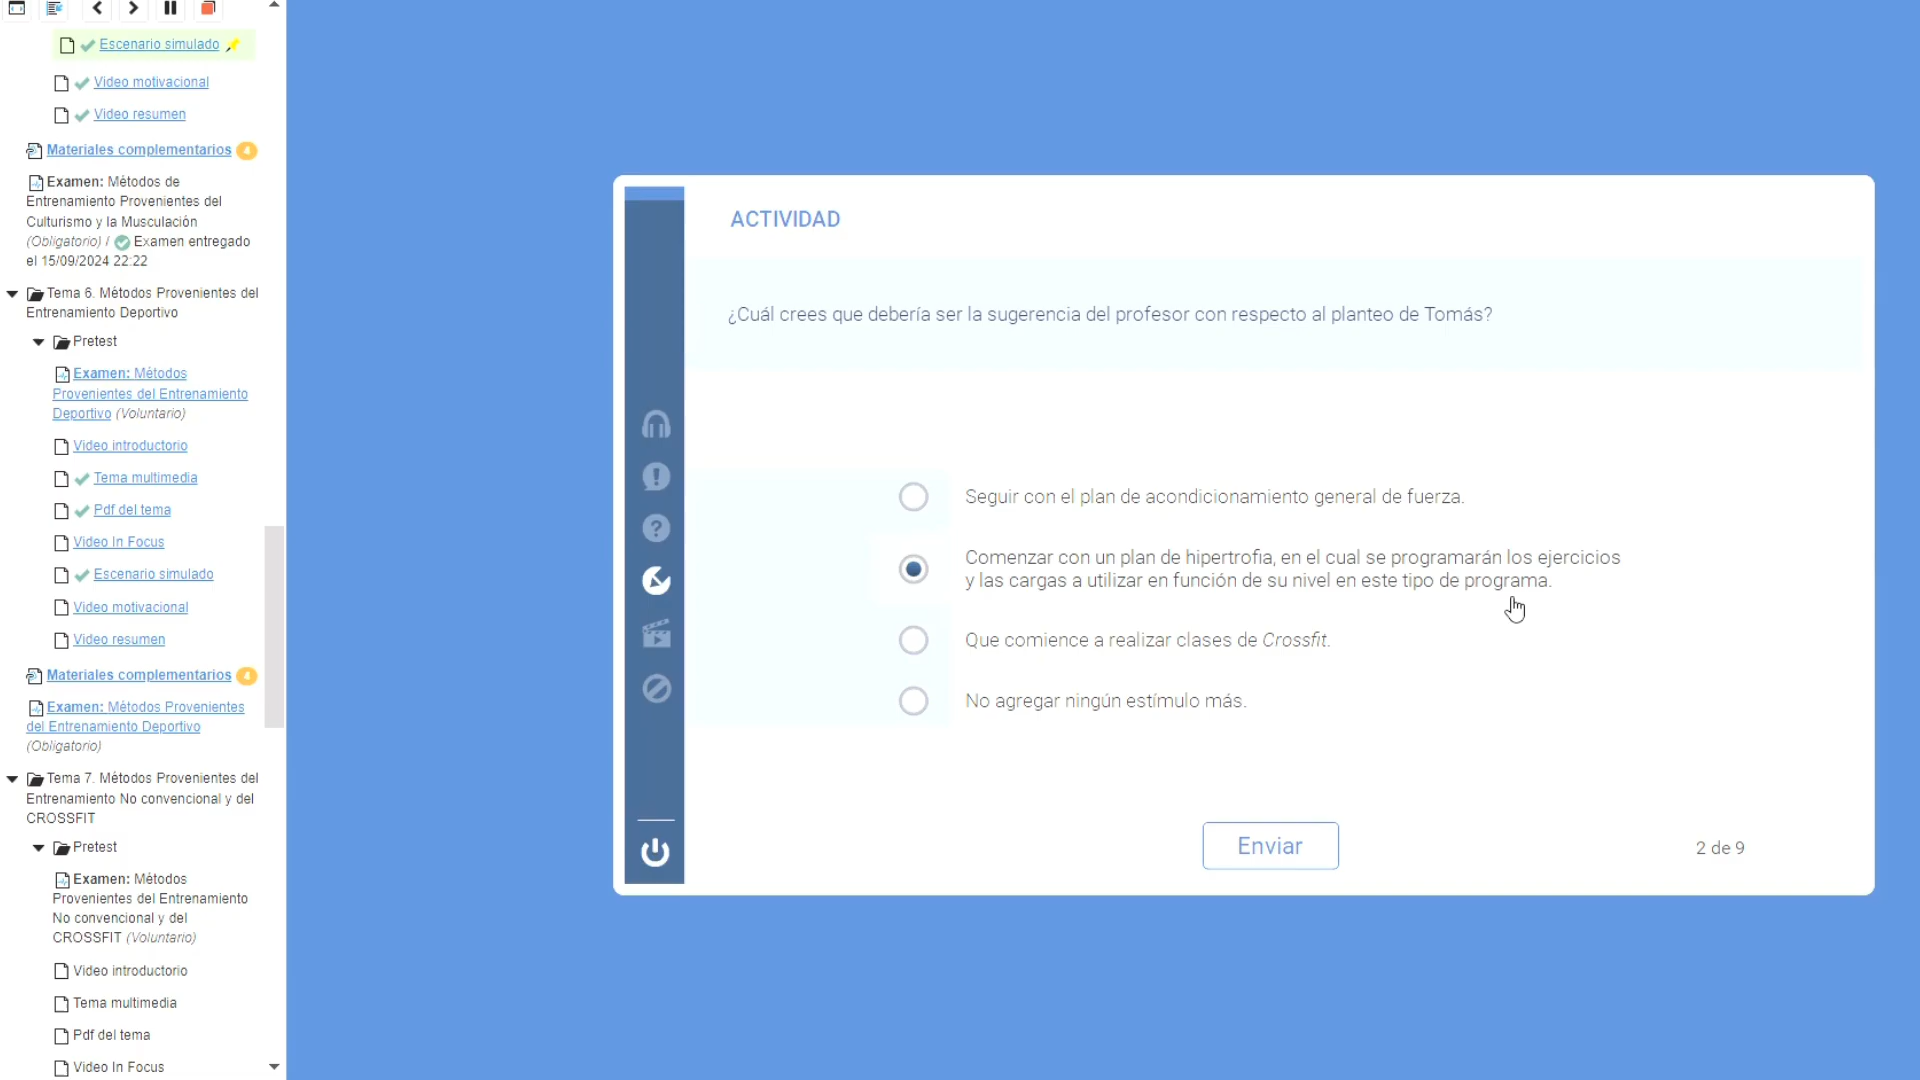 Escenario simulado
Video motivacional
Video resumen
Materiales complementarios 4
Examen: Métodos de
Entrenamiento Provenientes del
Culturismo y la Musculación
(Obligatorio) / Examen entregado
el 15/09/2024 22:22
Tema 6. Métodos Provenientes del
Entrenamiento Deportivo
Pretest
Examen: Métodos
Provenientes del Entrenamiento
Deportivo (Voluntario)
Video introductorio
Tema multimedia
Pdf del tema
Video In Focus
Escenario simulado
Video motivacional
Video resumen
Materiales complementarios 4
Examen: Métodos Provenientes
del Entrenamiento Deportivo
(Obligatorio)
Tema 7. Métodos Provenientes del
Entrenamiento No convencional y del
CROSSFIT
Pretest
Examen: Métodos
Provenientes del Entrenamiento
No convencional y del
CROSSFIT (Voluntario)
Video introductorio
Tema multimedia
Pdf del tema
Video In Focus
ACTIVIDAD
¿Cuál crees que debería ser la sugerencia del profesor con respecto al planteo de Tomás?
Seguir con el plan de acondicionamiento general de fuerza.
Comenzar con un plan de hipertrofia, en el cual se programarán los ejercicios
y las cargas a utilizar en función de su nivel en este tipo de programa.
Que comience a realizar clases de Crossfit.
No agregar ningún estímulo más.
Enviar
2 de 9